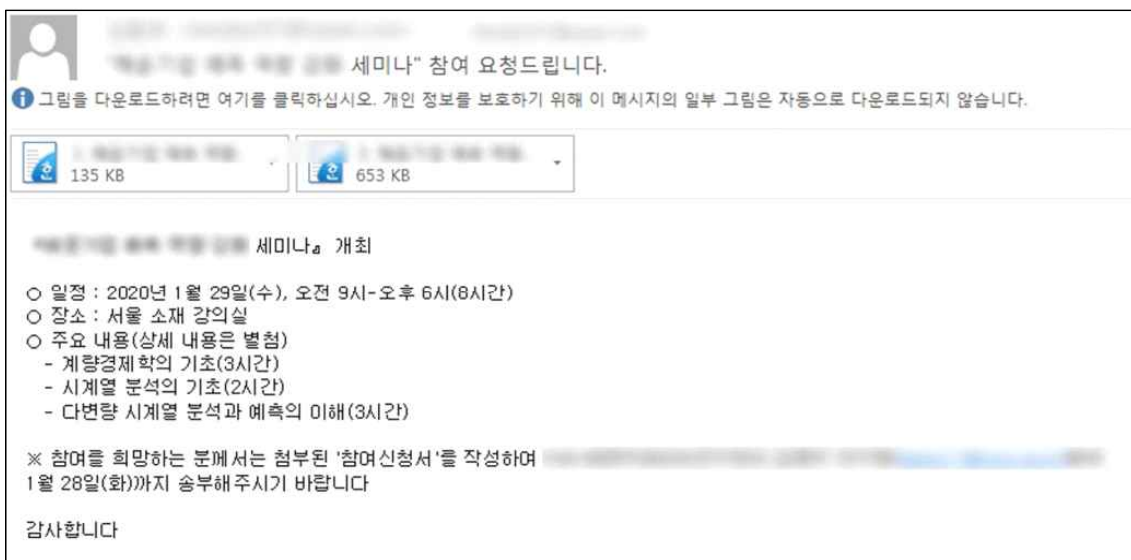 세미나" 참여 요청드립니다.
그림을 다운로드하려면 여기를 클릭하십시오. 개인 정보를 보호하기 위해 이 메시지의 일부 그림은 자동으로 다운로드되지 않습니다.
135 KB
653 KB
세미나』 개최
○ 일정 : 2020년 1월 29일(수), 오전 9시-오후 6시(8시간)
○ 장소 : 서울 소재 강의실
○ 주요 내용(상세 내용은 별첨)
- 계량경제학의 기초(3시간)
- 시계열 분석의 기초(2시간)
- 다변량 시계열 분석과 예측의 이해(3시간)
※ 참여를 희망하는 분께서는 첨부된 '참여신청서'를 작성하여
1월 28일(화)까지 송부해주시기 바랍니다
감사합니다